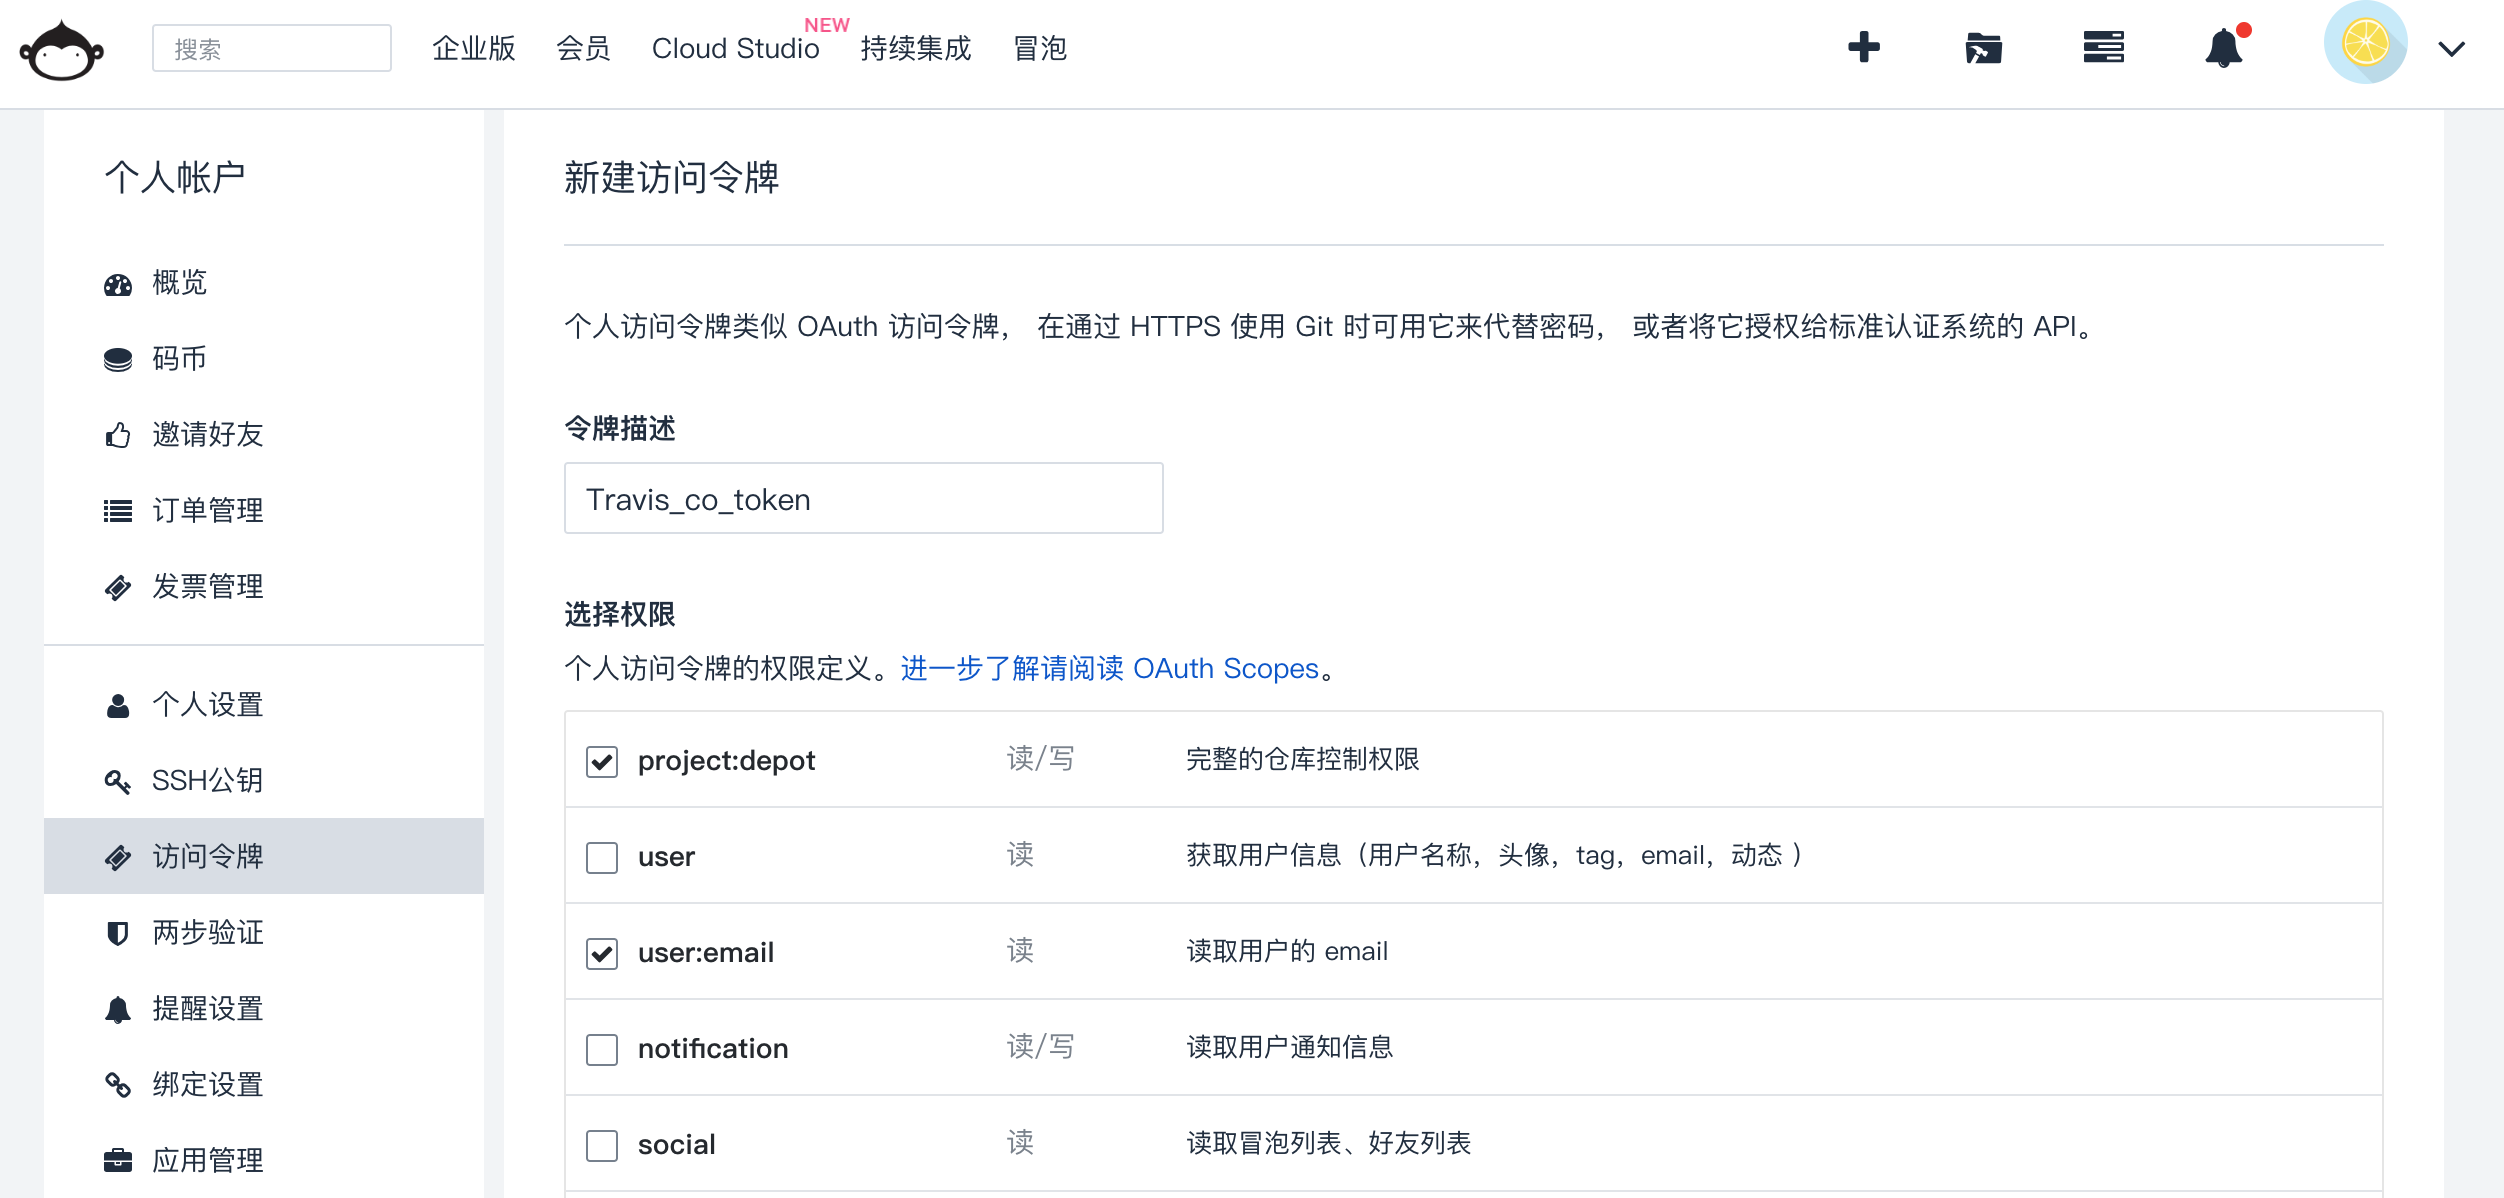 搜索
企业版
会员
Cloud Studio
NEW
持续集成
冒泡
个人帐户
概览
码币
邀请好友
订单管理
发票管理
个人设置
SSH公钥
访问令牌
两步验证
提醒设置
绑定设置
应用管理
新建访问令牌
个人访问令牌类似 OAuth 访问令牌， 在通过 HTTPS 使用 Git 时可用它来代替密码， 或者将它授权给标准认证系统的 API。
令牌描述
Travis_co_token
选择权限
个人访问令牌的权限定义。进一步了解请阅读 OAuth Scopes。
project:depot 读/写 完整的仓库控制权限
user 读 获取用户信息（用户名称，头像，tag，email，动态 ）
user:email 读 读取用户的 email
notification 读/写 读取用户通知信息
social 读 读取冒泡列表、好友列表